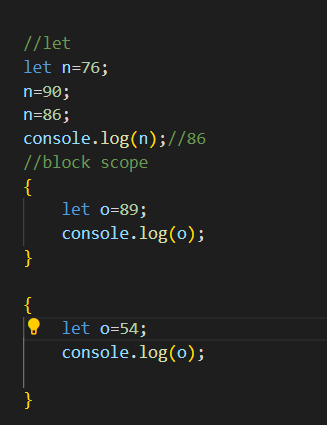 //let
let n=76;
n=90;
n=86;
console.log(n);//86
//block scope
{
    let o=89;
    console.log(o);
}
{
    let o=54;
    console.log(o);
}